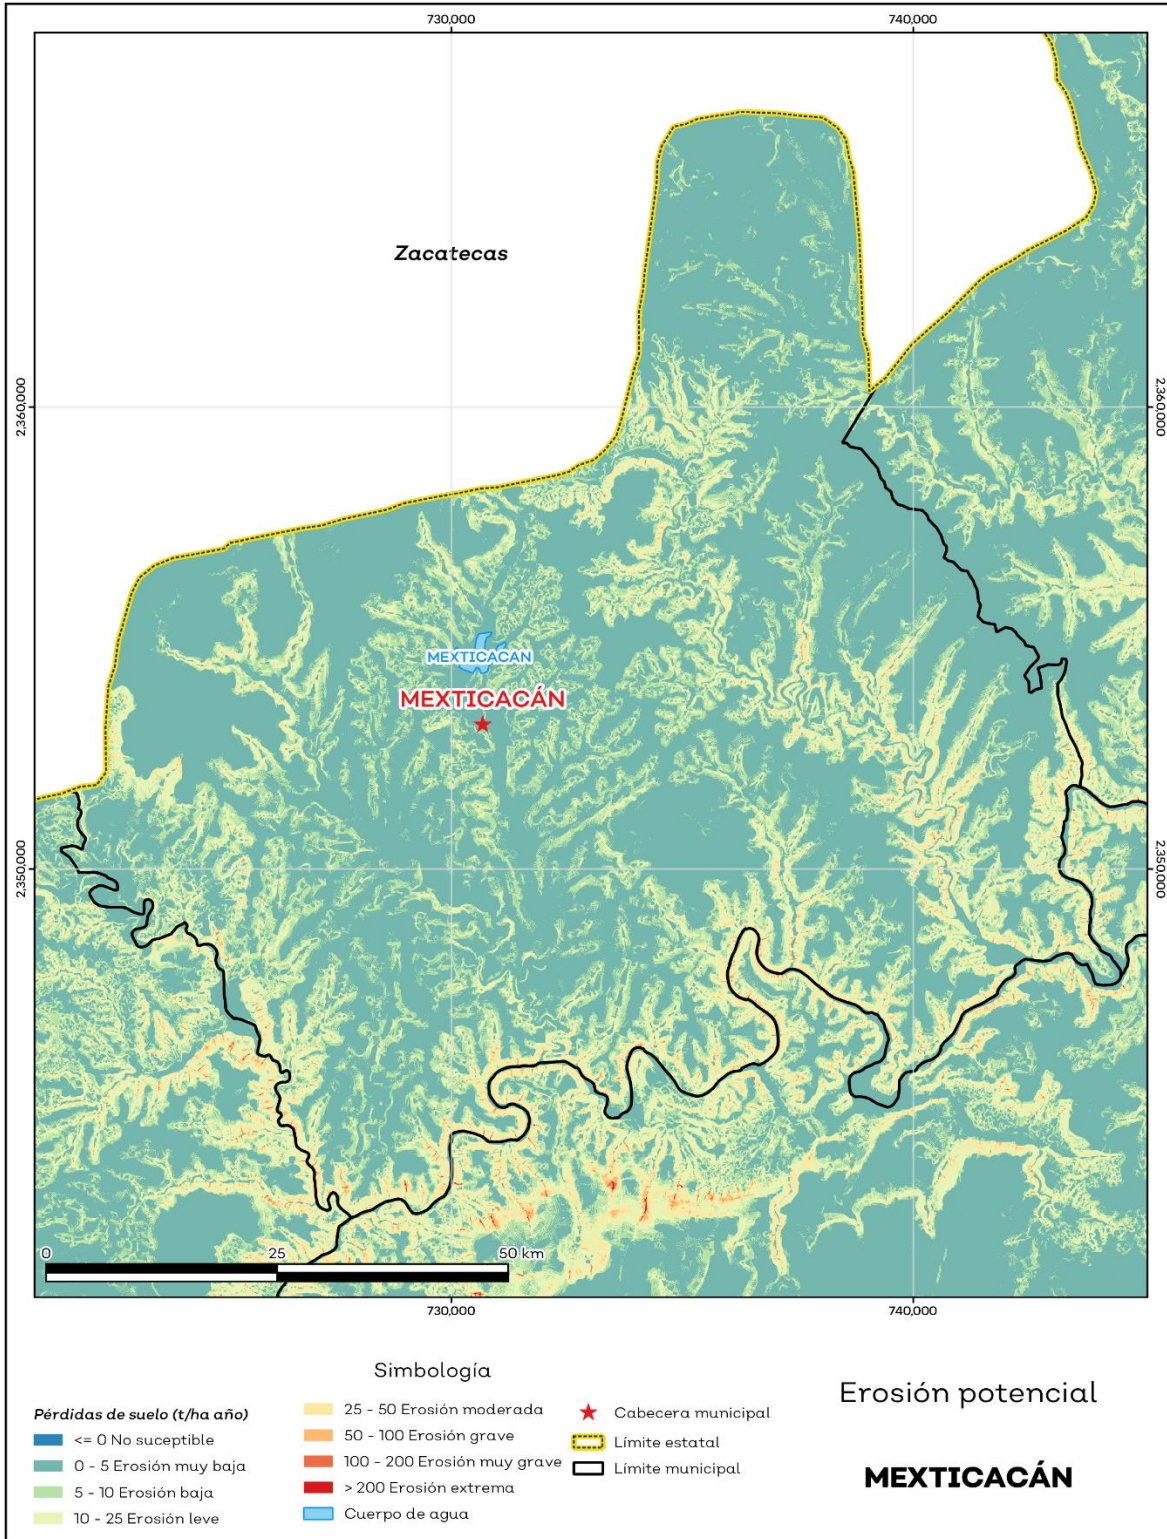 730,000
740,000
Zacatecas
2,360,000
2,360,000
MEXTICACAN
MEXTICACÁN
2,350,000
2,350,000
0
25
50 km
730,000
740,000
Simbología
Erosión potencial
MEXTICACÁN
Pérdidas de suelo (t/ha año)
<= 0 No suceptible
0 - 5 Erosión muy baja
5 - 10 Erosión baja
10 - 25 Erosión leve
25 - 50 Erosión moderada
50 - 100 Erosión grave
100 - 200 Erosión muy grave
> 200 Erosión extrema
Cuerpo de agua
Cabecera municipal
Límite estatal
Límite municipal